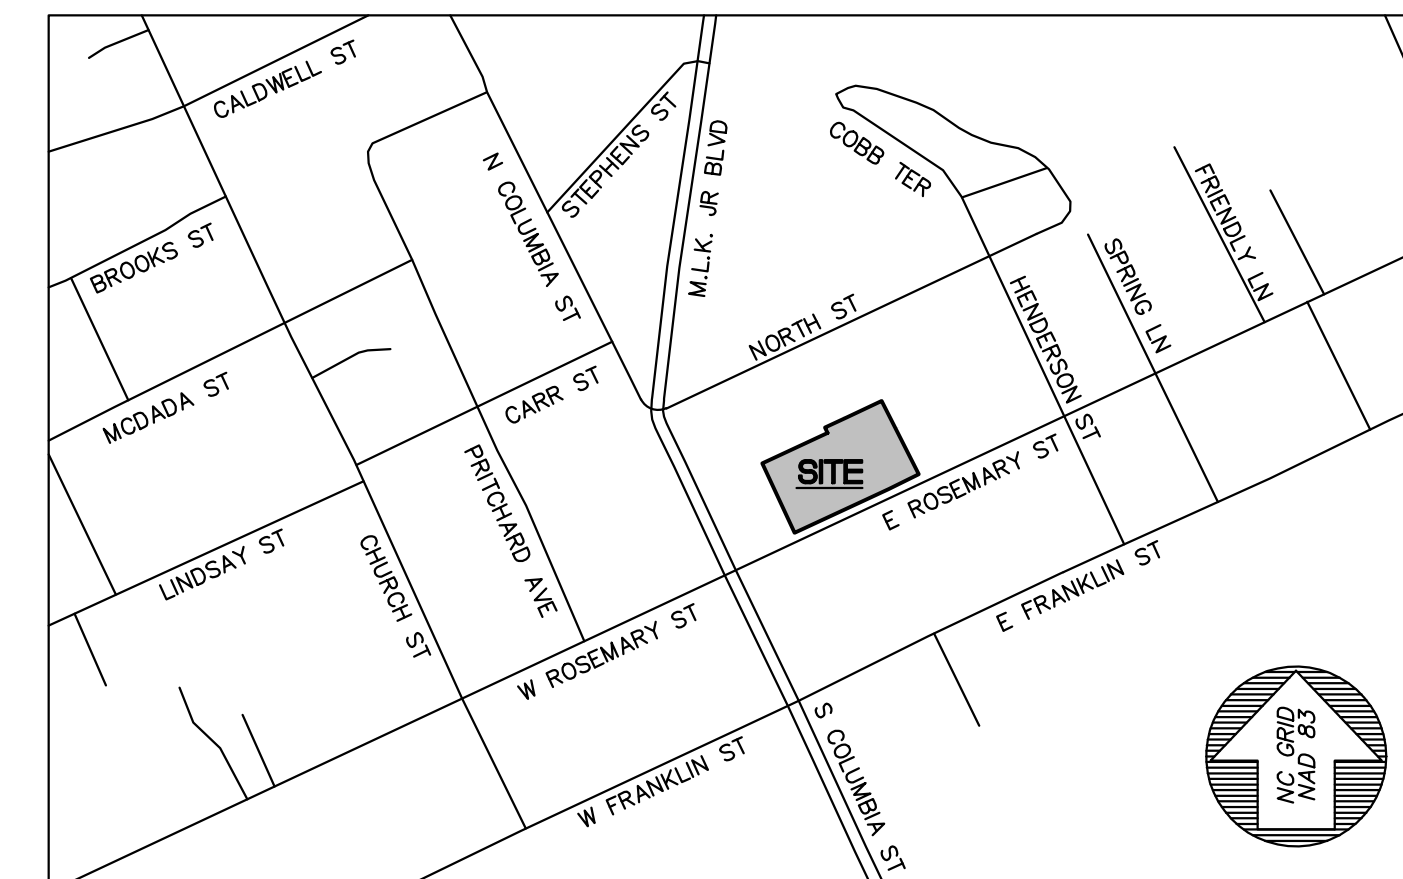 CALDWELL ST
STEPHENS ST
M.L.K. JR BLVD
COBB TER
N COLUMBIA ST
FRIENDLY LN
BROOKS ST
SPRING LN
HENDERSON ST
NORTH ST
MCDADA ST
CARR ST
SITE
PRITCHARD AVE
E ROSEMARY ST
LINDSAY ST
CHURCH ST
E FRANKLIN ST
W ROSEMARY ST
S COLUMBIA ST
W FRANKLIN ST
NC GRID
NAD 83